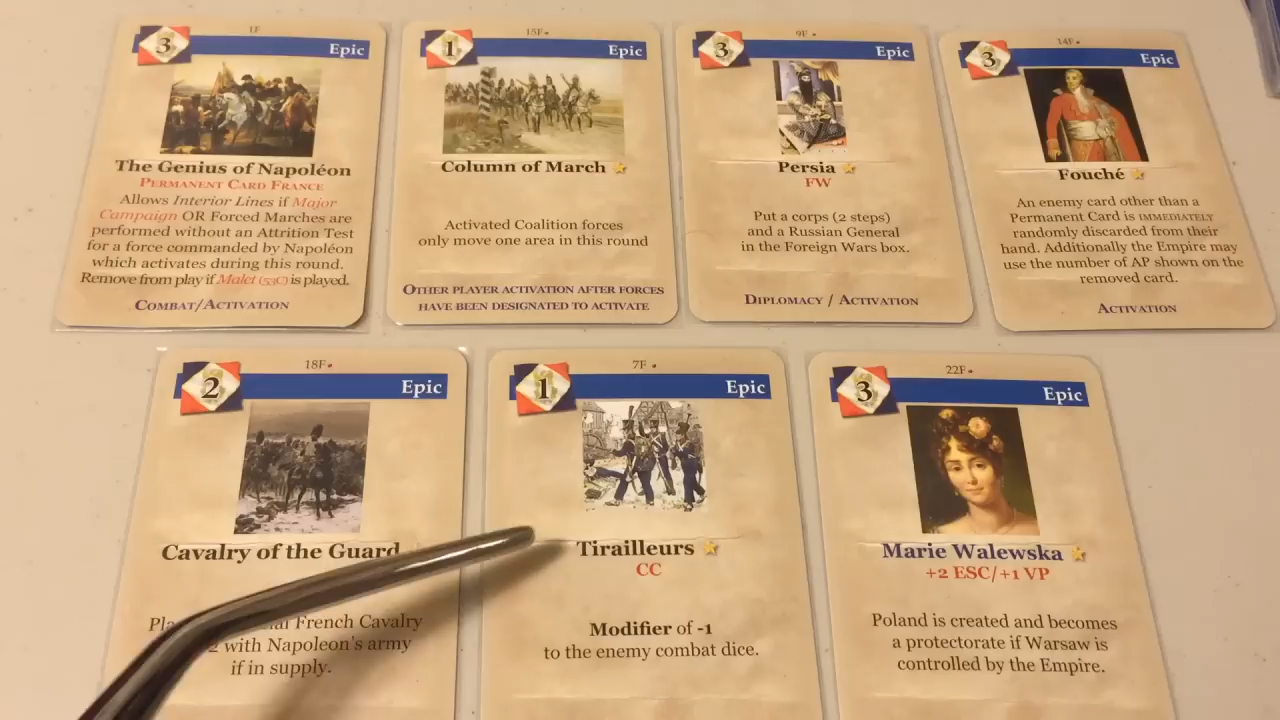 1F
3
Epic
The Genius of Napoléon
PERMANENT CARD FRANCE
Allows Interior Lines if Major
Campaign OR Forced Marches are
performed without an Attrition Test
for a force commanded by Napoléon
which activates during this round.
Remove from play if Malet (53C) is played.
COMBAT/ACTIVATION
15F
1
Epic
Column of March
Activated Coalition forces
only move one area in this round
OTHER PLAYER ACTIVATION AFTER FORCES
HAVE BEEN DESIGNATED TO ACTIVATE
9F
3
Epic
Persia
FW
Put a corps (2 steps)
and a Russian General
in the Foreign Wars box.
DIPLOMACY / ACTIVATION
14F
3
Epic
Fouché
An enemy card other than a
Permanent Card is IMMEDIATELY
randomly discarded from their
hand. Additionally the Empire may
use the number of AP shown on the
removed card.
ACTIVATION
18F
2
Epic
Cavalry of the Guard
French Cavalry
2 with Napoleon's army
if in supply.
7F
1
Epic
Tirailleurs
CC
Modifier of -1
to the enemy combat dice.
22F
3
Epic
Marie Walewska
+2 ESC/+1 VP
Poland is created and becomes
a protectorate if Warsaw is
controlled by the Empire.